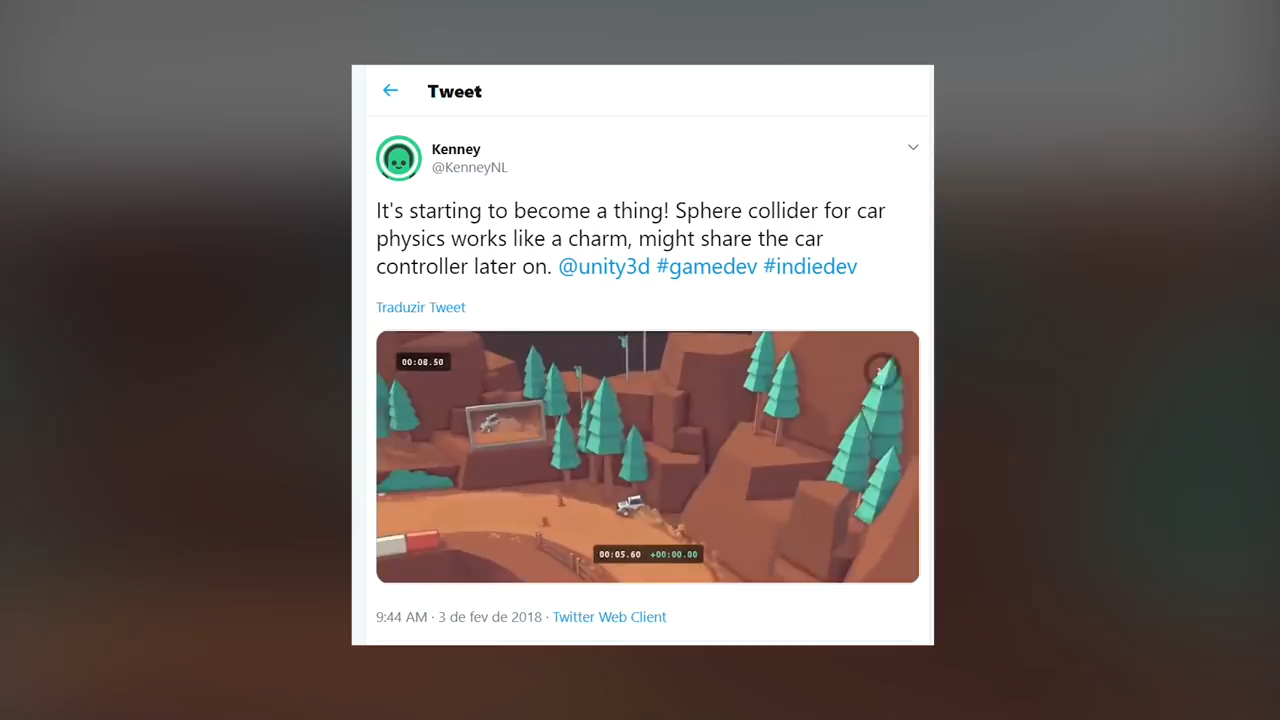 Tweet
Kenney
@KenneyNL
It's starting to become a thing! Sphere collider for car
physics works like a charm, might share the car
controller later on. @unity3d #gamedev #indiedev
Traduzir Tweet
00:08.50
00:05.60 +00:00.00
9:44 AM · 3 de fev de 2018 · Twitter Web Client